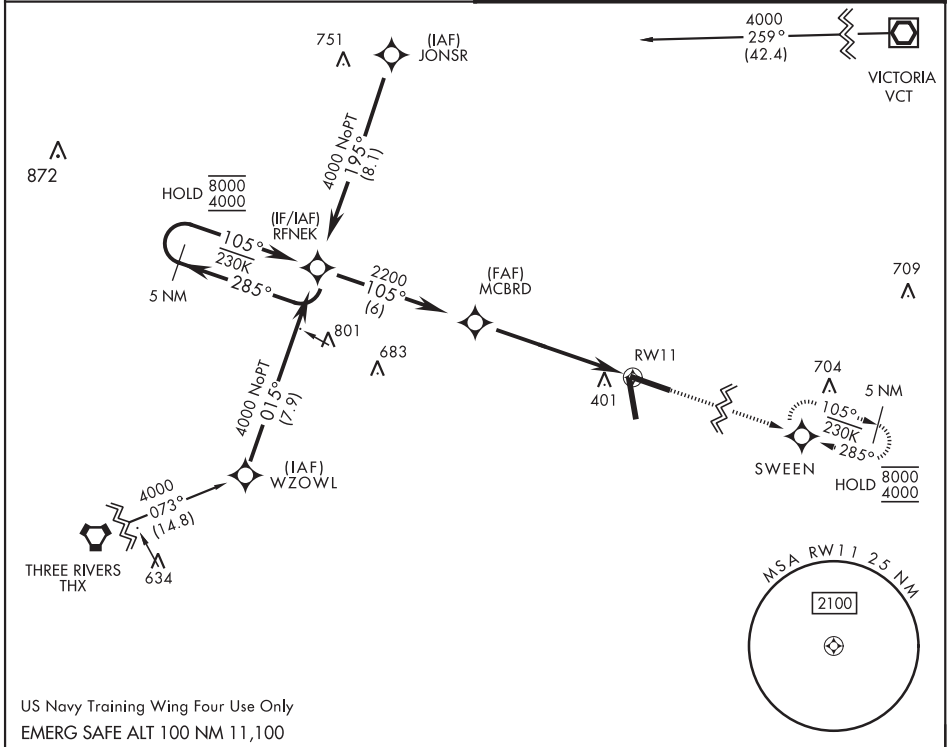 4000
259°
(42.4)
VICTORIA
VCT
751
(IAF)
JONSR
4000 NoPT
195°
(8.1)
872
HOLD 8000
4000
(IF/IAF)
RFNEK
105°
230K
285°
5 NM
2200
105°
(6)
(FAF)
MCBRD
709
801
683
RW11
401
704
5 NM
105°
230K
285°
SWEEN
HOLD 8000
4000
4000 NoPT
015°
(7.9)
(IAF)
WZOWL
4000
073°
(14.8)
THREE RIVERS
THX
634
MSA RW11 25 NM
2100
US Navy Training Wing Four Use Only
EMERG SAFE ALT 100 NM 11,100